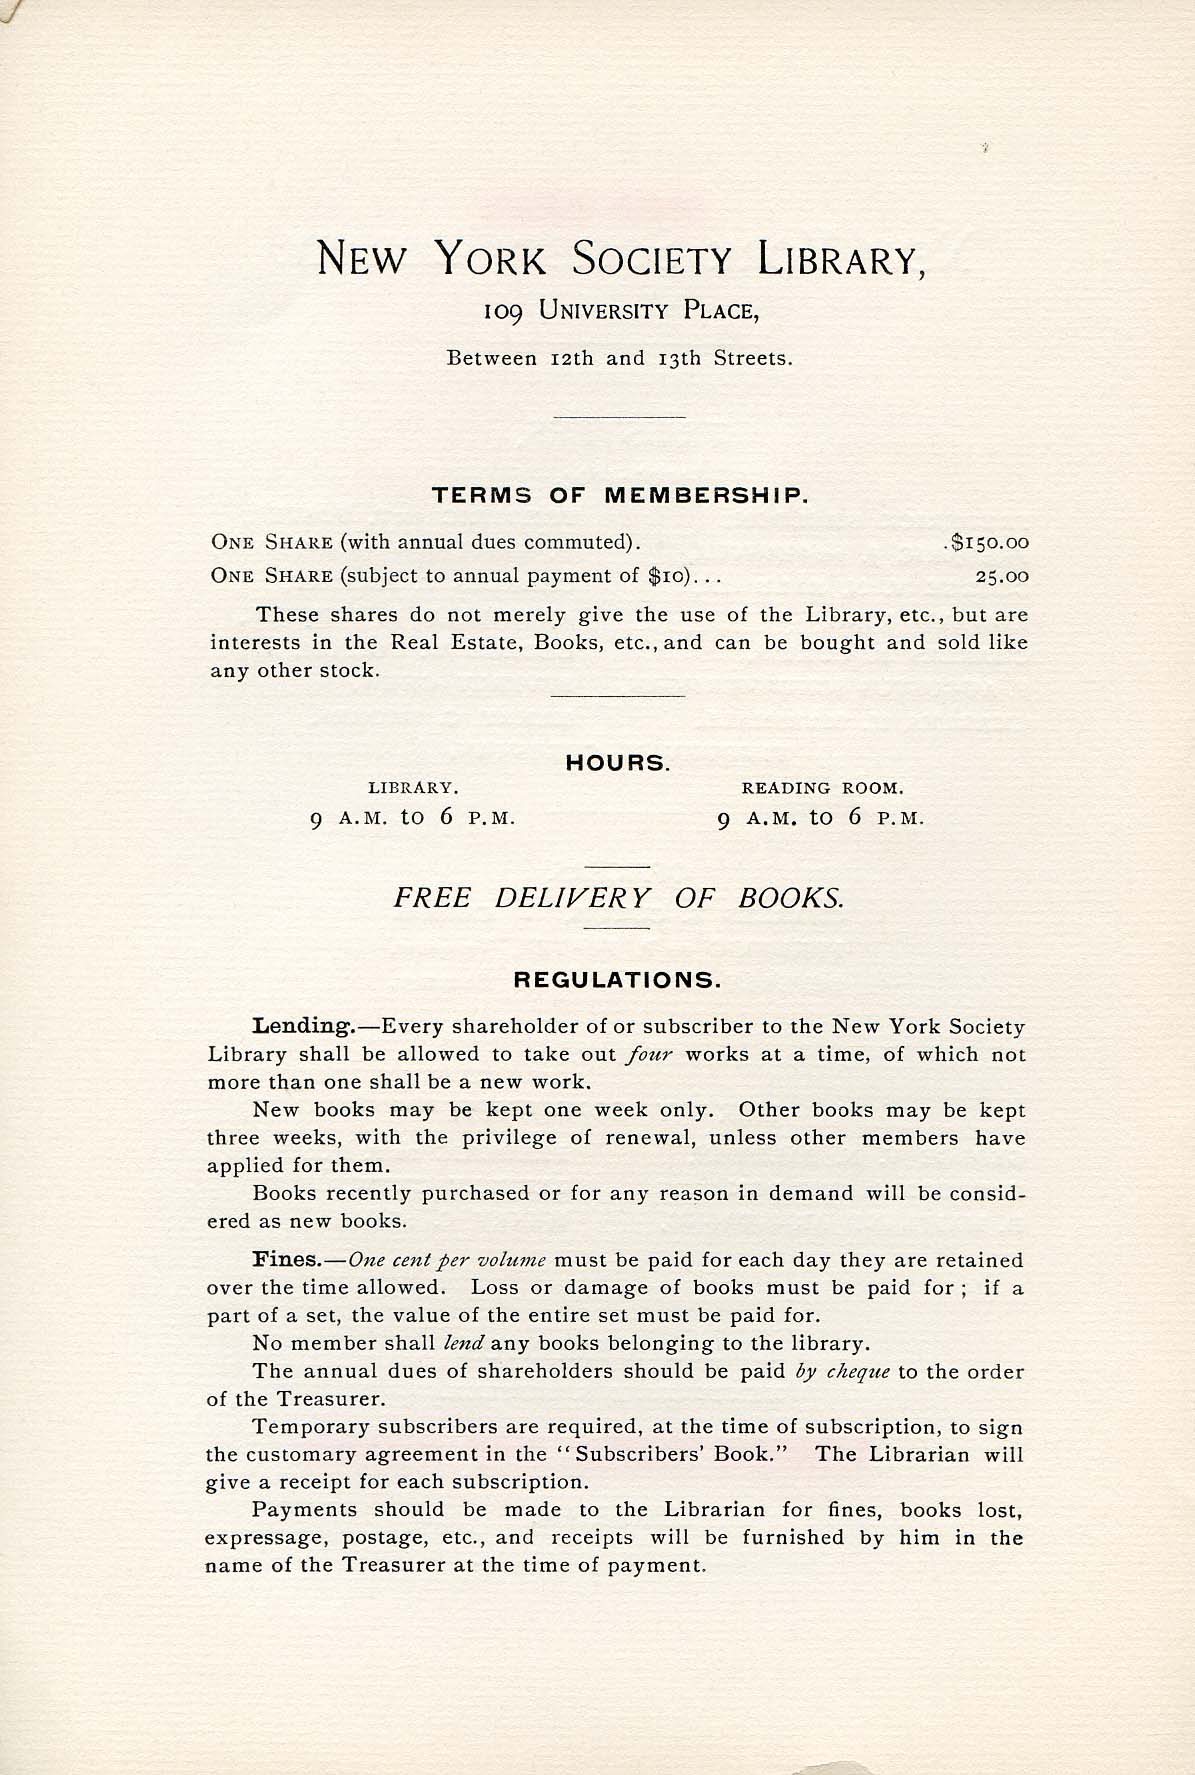 NEW YORK SOCIETY LIBRARY,
109 UNIVERSITY PLACE,
Between 12th and 13th Streets.
TERMS OF MEMBERSHIP.
ONE SHARE (with annual dues commuted). .$150.00
ONE SHARE (subject to annual payment of $10)... 25.00
These shares do not merely give the use of the Library, etc., but are
interests in the Real Estate, Books, etc., and can be bought and sold like
any other stock.
HOURS.
LIBRARY. READING ROOM.
9 A.M. to 6 P.M. 9 A.M. to 6 P.M.
FREE DELIVERY OF BOOKS.
REGULATIONS.
Lending.—Every shareholder of or subscriber to the New York Society
Library shall be allowed to take out four works at a time, of which not
more than one shall be a new work.
New books may be kept one week only. Other books may be kept
three weeks, with the privilege of renewal, unless other members have
applied for them.
Books recently purchased or for any reason in demand will be consid-
ered as new books.
Fines.—One cent per volume must be paid for each day they are retained
over the time allowed. Loss or damage of books must be paid for; if a
part of a set, the value of the entire set must be paid for.
No member shall lend any books belonging to the library.
The annual dues of shareholders should be paid by cheque to the order
of the Treasurer.
Temporary subscribers are required, at the time of subscription, to sign
the customary agreement in the "Subscribers' Book." The Librarian will
give a receipt for each subscription.
Payments should be made to the Librarian for fines, books lost,
expressage, postage, etc., and receipts will be furnished by him in the
name of the Treasurer at the time of payment.